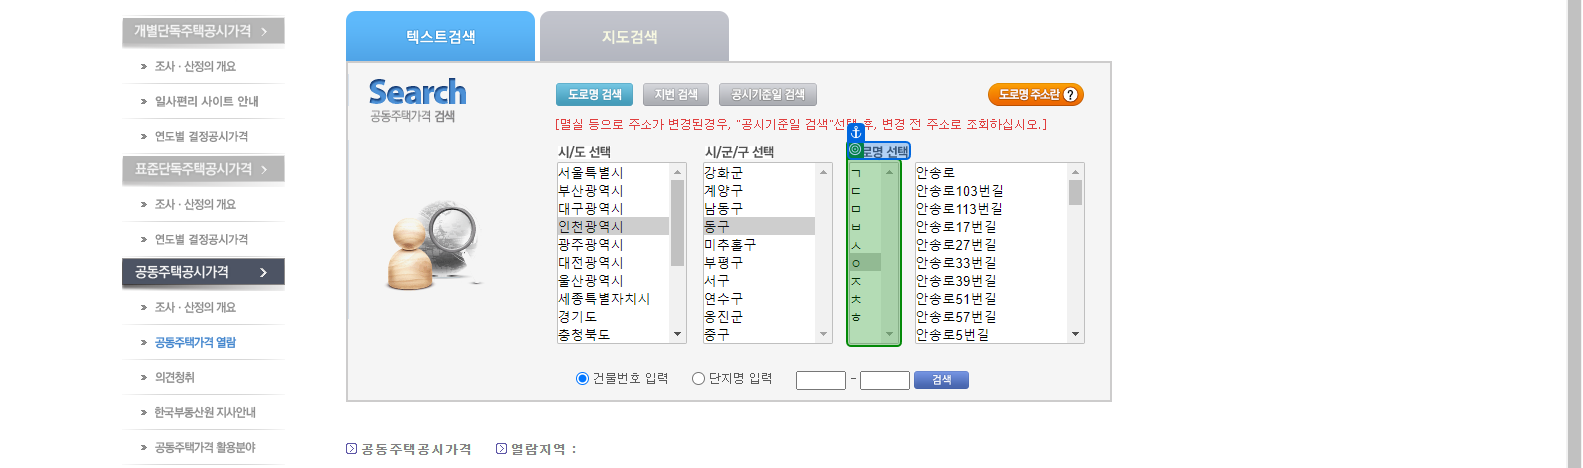 개별단독주택공시가격
조사 · 산정의 개요
일사편리 사이트 안내
연도별 결정공시가격
표준단독주택공시가격
조사 · 산정의 개요
연도별 결정공시가격
공동주택공시가격
조사 · 산정의 개요
공동주택가격 열람
의견청취
한국부동산원 지사안내
공동주택가격 활용분야
텍스트검색 지도검색
Search
공동주택가격 검색
도로명 검색 지번 검색 공시기준일 검색 도로명 주소란 ?
[멸실 등으로 주소가 변경된경우, "공시기준일 검색"선택 후, 변경 전 주소로 조회하십시오.]
시/도 선택
서울특별시
부산광역시
대구광역시
인천광역시
광주광역시
대전광역시
울산광역시
세종특별자치시
경기도
충청북도
시/군/구 선택
강화군
계양구
남동구
동구
미추홀구
부평구
서구
연수구
옹진군
중구
로명 선택
ㄱ
ㄷ
ㅁ
ㅂ
ㅅ
ㅇ
ㅈ
ㅊ
ㅎ
안송로
안송로103번길
안송로113번길
안송로17번길
안송로27번길
안송로33번길
안송로39번길
안송로51번길
안송로57번길
안송로5번길
건물번호 입력 단지명 입력 - 검색
공동주택공시가격 열람지역 :